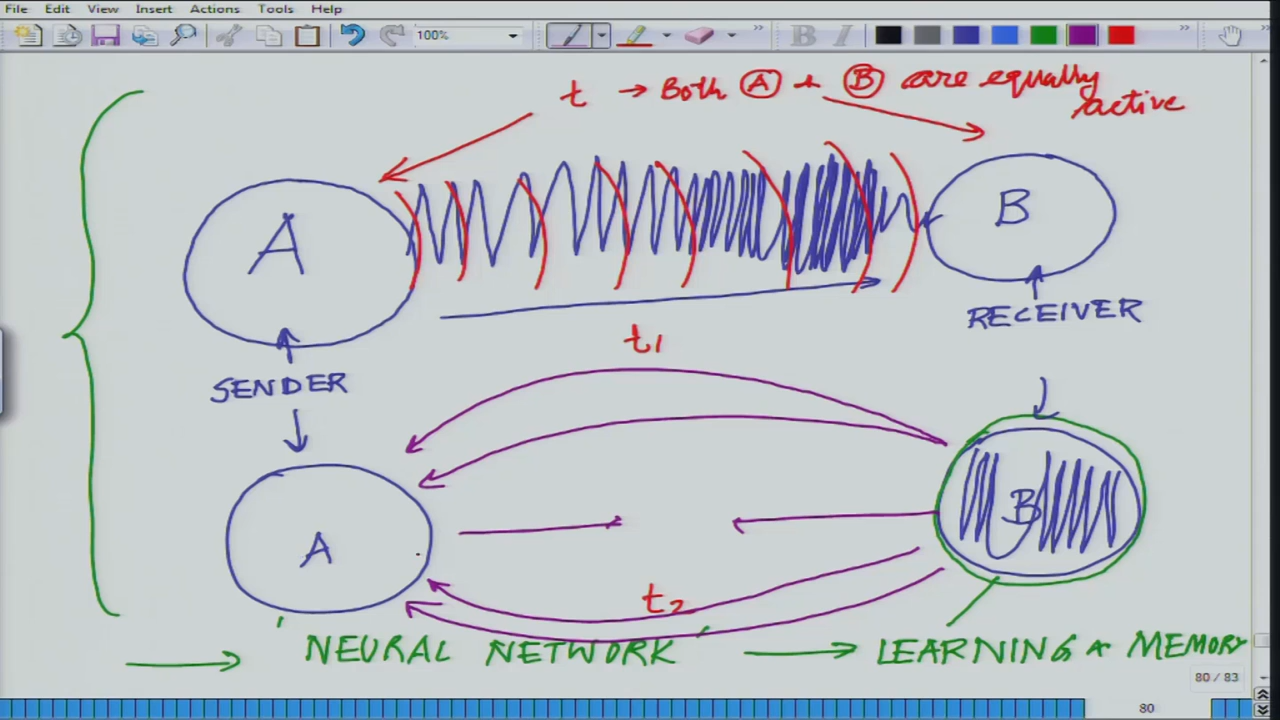 File Edit View Insert Actions Tools Help
100%
t → Both A + B are equally
active
A
B
RECEIVER
t1
SENDER
A
B
t2
→ NEURAL NETWORK → LEARNING & MEMORY
80 / 83
80